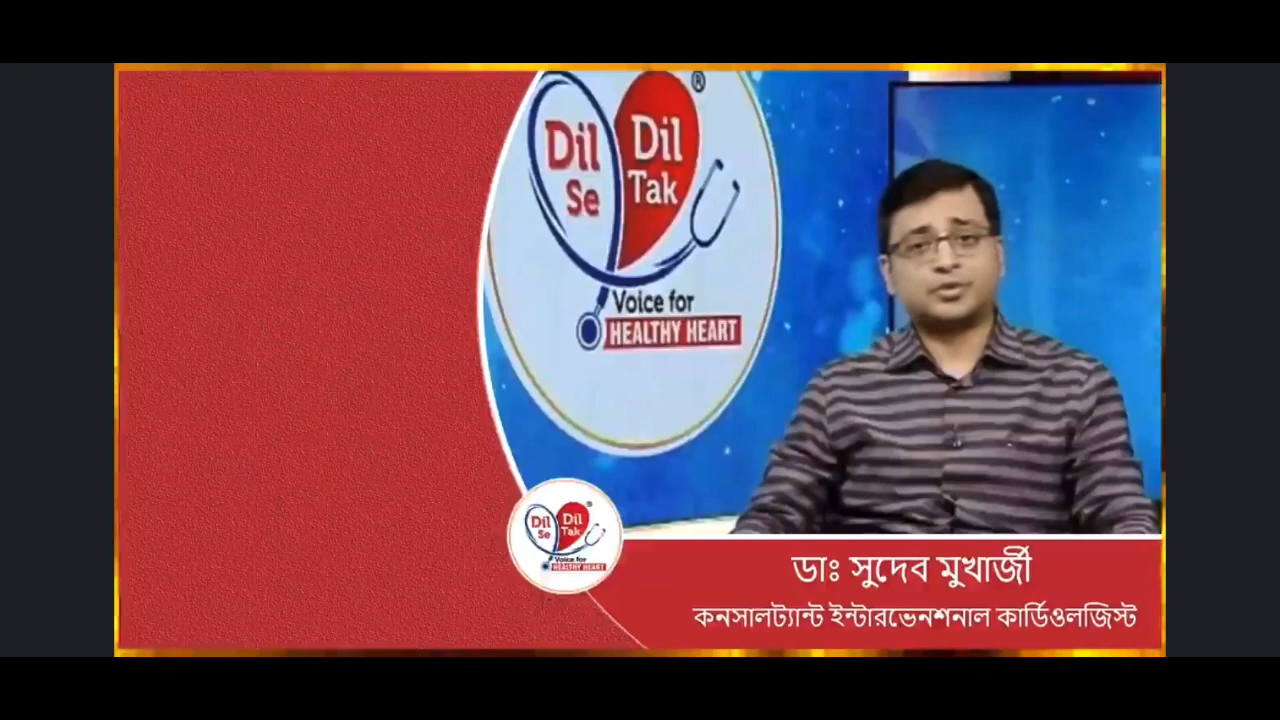 ®
Dil Dil
Se Tak
Voice for
HEALTHY HEART
Dil Dil ®
Se Tak
Voice for
HEALTHY HEART
ডাঃ সুদেব মুখার্জী
কনসালট্যান্ট ইন্টারভেনশনাল কার্ডিওলজিস্ট